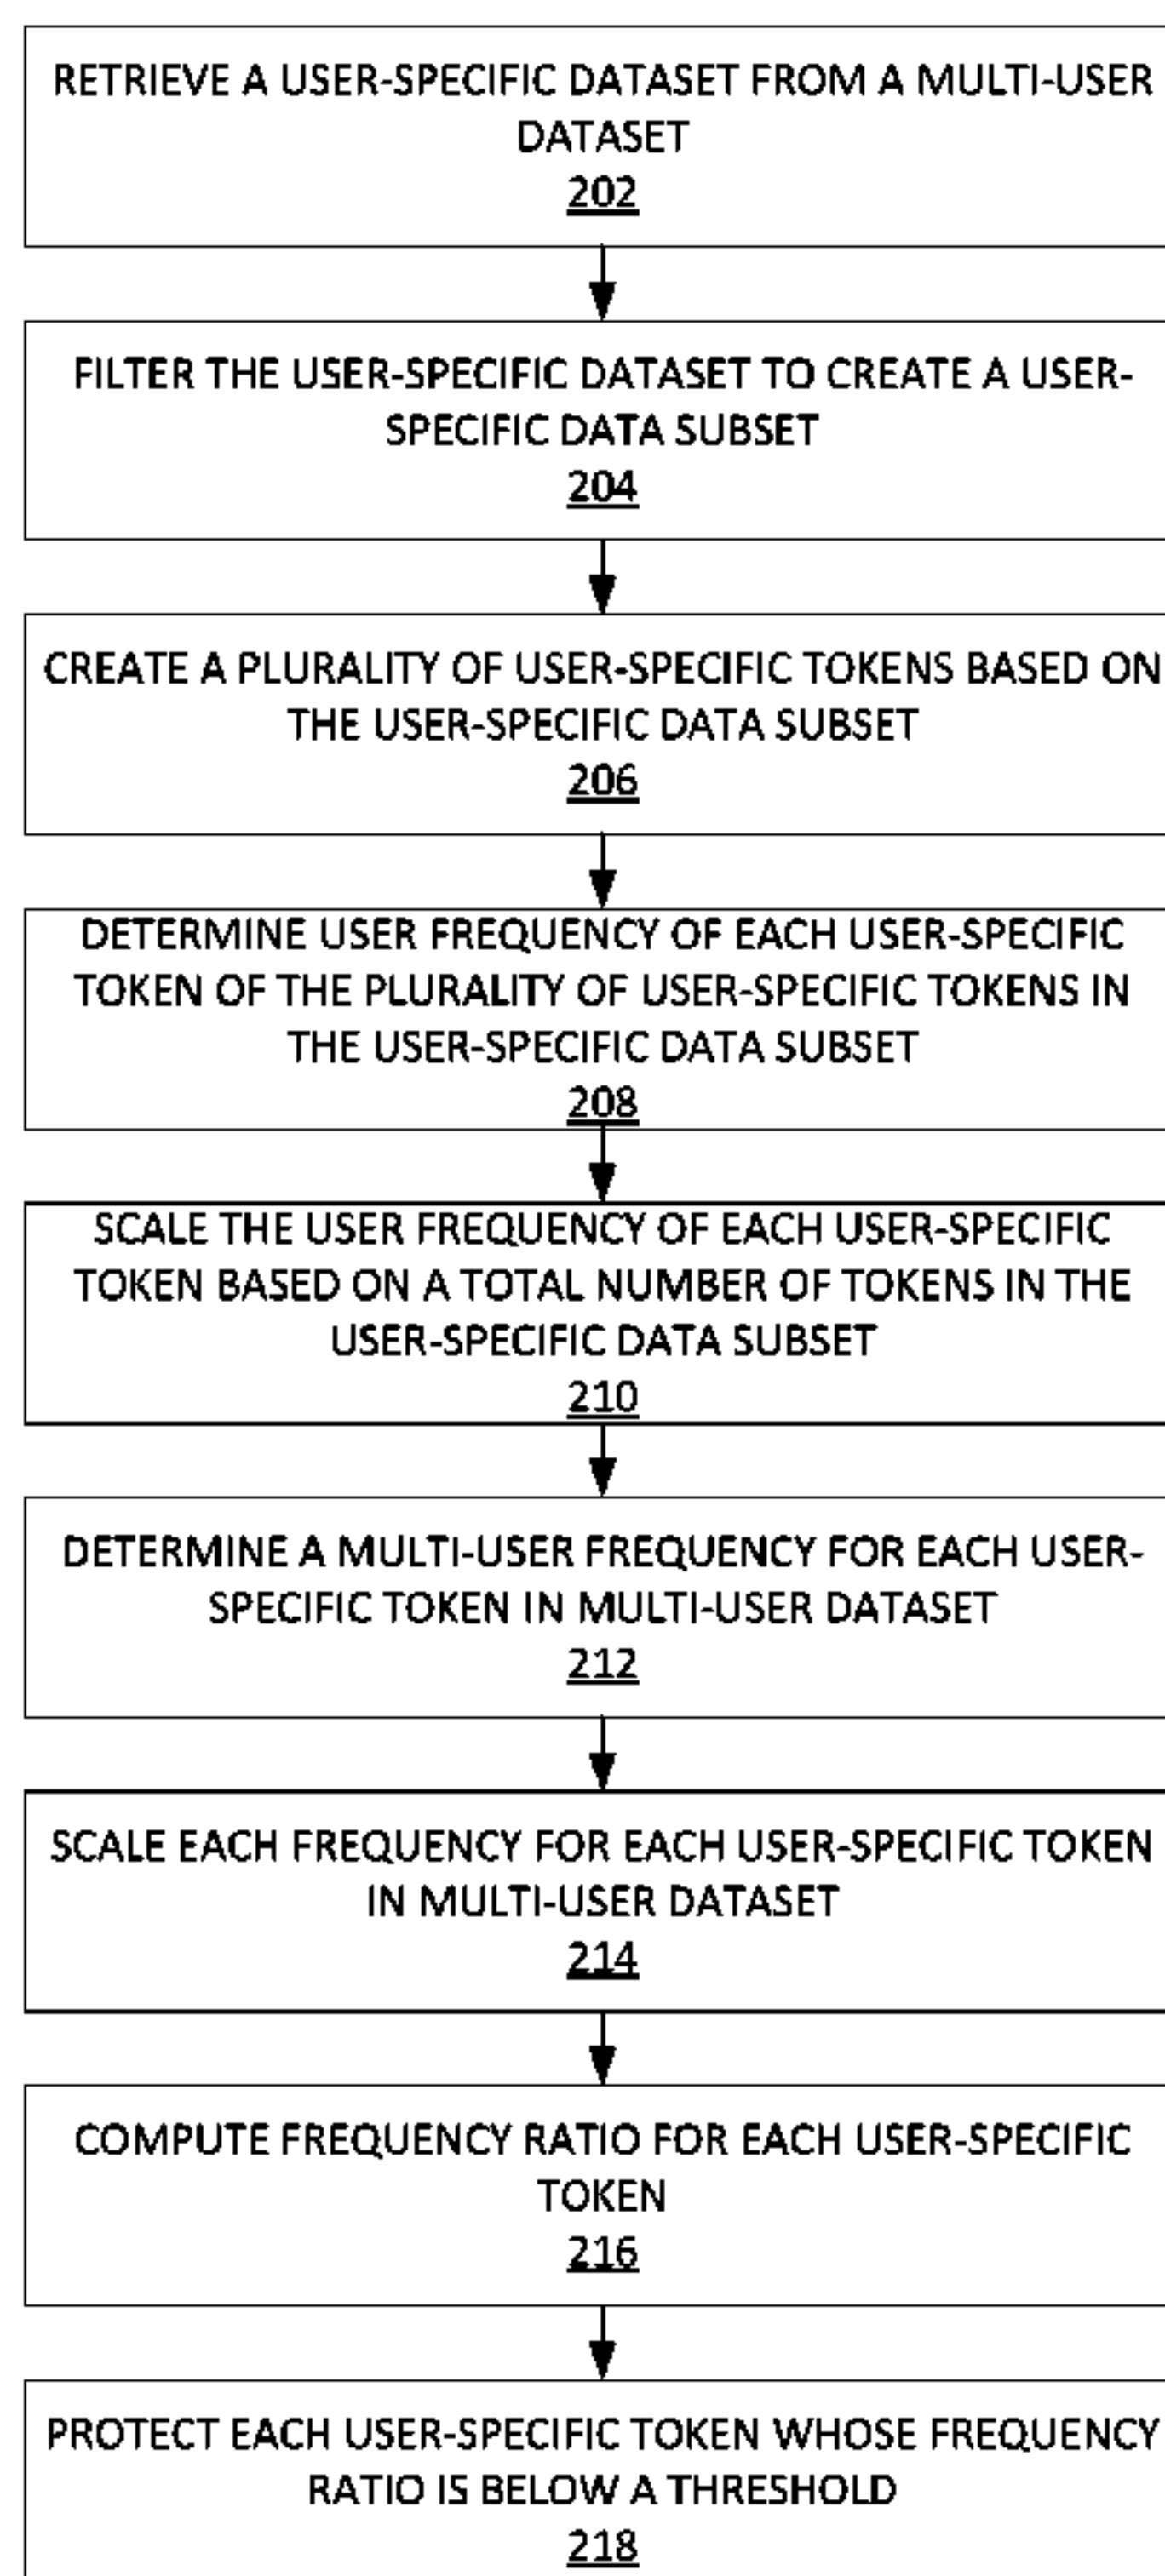 RETRIEVE A USER-SPECIFIC DATASET FROM A MULTI-USER
DATASET
202
FILTER THE USER-SPECIFIC DATASET TO CREATE A USER-
SPECIFIC DATA SUBSET
204
CREATE A PLURALITY OF USER-SPECIFIC TOKENS BASED ON
THE USER-SPECIFIC DATA SUBSET
206
DETERMINE USER FREQUENCY OF EACH USER-SPECIFIC
TOKEN OF THE PLURALITY OF USER-SPECIFIC TOKENS IN
THE USER-SPECIFIC DATA SUBSET
208
SCALE THE USER FREQUENCY OF EACH USER-SPECIFIC
TOKEN BASED ON A TOTAL NUMBER OF TOKENS IN THE
USER-SPECIFIC DATA SUBSET
210
DETERMINE A MULTI-USER FREQUENCY FOR EACH USER-
SPECIFIC TOKEN IN MULTI-USER DATASET
212
SCALE EACH FREQUENCY FOR EACH USER-SPECIFIC TOKEN
IN MULTI-USER DATASET
214
COMPUTE FREQUENCY RATIO FOR EACH USER-SPECIFIC
TOKEN
216
PROTECT EACH USER-SPECIFIC TOKEN WHOSE FREQUENCY
RATIO IS BELOW A THRESHOLD
218